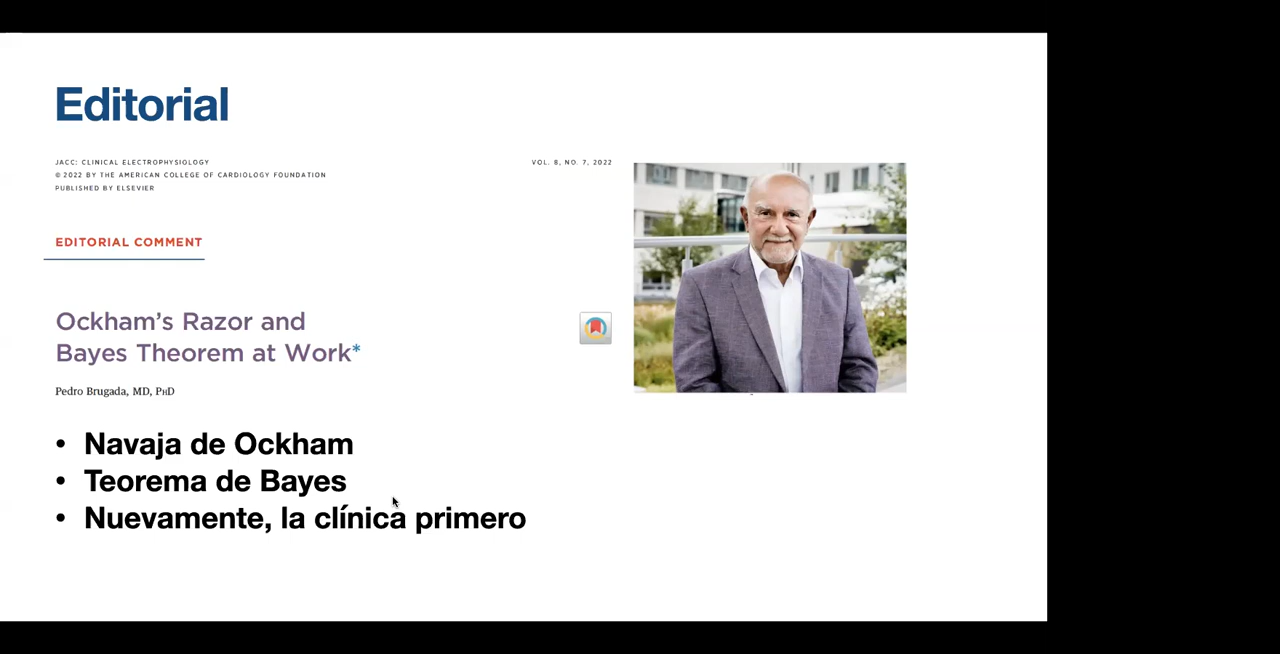 Editorial
JACC: CLINICAL ELECTROPHYSIOLOGY
VOL. 8, NO. 7, 2022
© 2022 BY THE AMERICAN COLLEGE OF CARDIOLOGY FOUNDATION
PUBLISHED BY ELSEVIER
EDITORIAL COMMENT
Ockham's Razor and
Bayes Theorem at Work*
Pedro Brugada, MD, PHD
• Navaja de Ockham
• Teorema de Bayes
• Nuevamente, la clínica primero